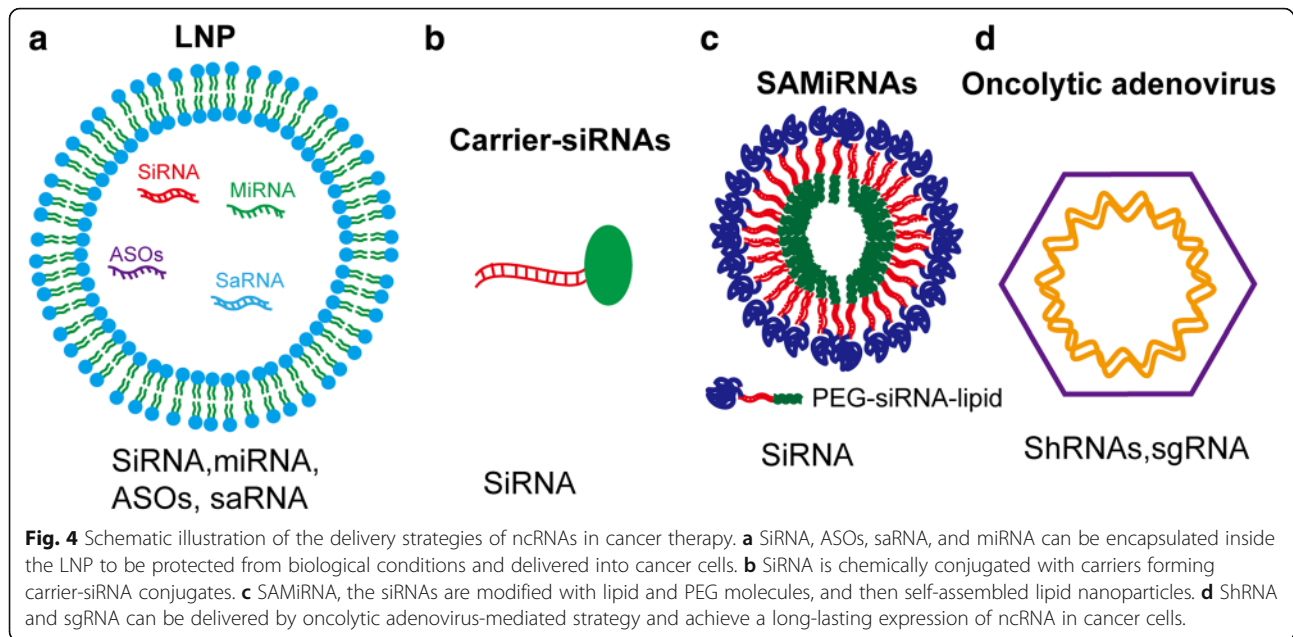 a
LNP
SiRNA
MiRNA
ASOs
SaRNA
SiRNA,miRNA,
ASOs, saRNA
b
Carrier-siRNAs
SiRNA
c
SAMiRNAs
PEG-siRNA-lipid
SiRNA
d
Oncolytic adenovirus
ShRNAs,sgRNA
Fig. 4 Schematic illustration of the delivery strategies of ncRNAs in cancer therapy. a SiRNA, ASOs, saRNA, and miRNA can be encapsulated inside
the LNP to be protected from biological conditions and delivered into cancer cells. b SiRNA is chemically conjugated with carriers forming
carrier-siRNA conjugates. c SAMiRNA, the siRNAs are modified with lipid and PEG molecules, and then self-assembled lipid nanoparticles. d ShRNA
and sgRNA can be delivered by oncolytic adenovirus-mediated strategy and achieve a long-lasting expression of ncRNA in cancer cells.